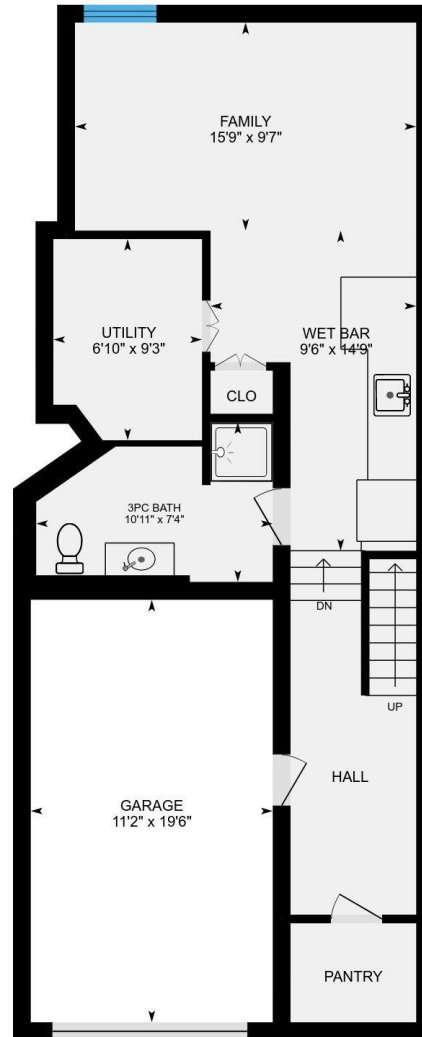 FAMILY
15'9" x 9'7"
UTILITY
6'10" x 9'3"
WET BAR
9'6" x 14'9"
CLO
3PC BATH
10'11" x 7'4"
DN
UP
HALL
GARAGE
11'2" x 19'6"
PANTRY